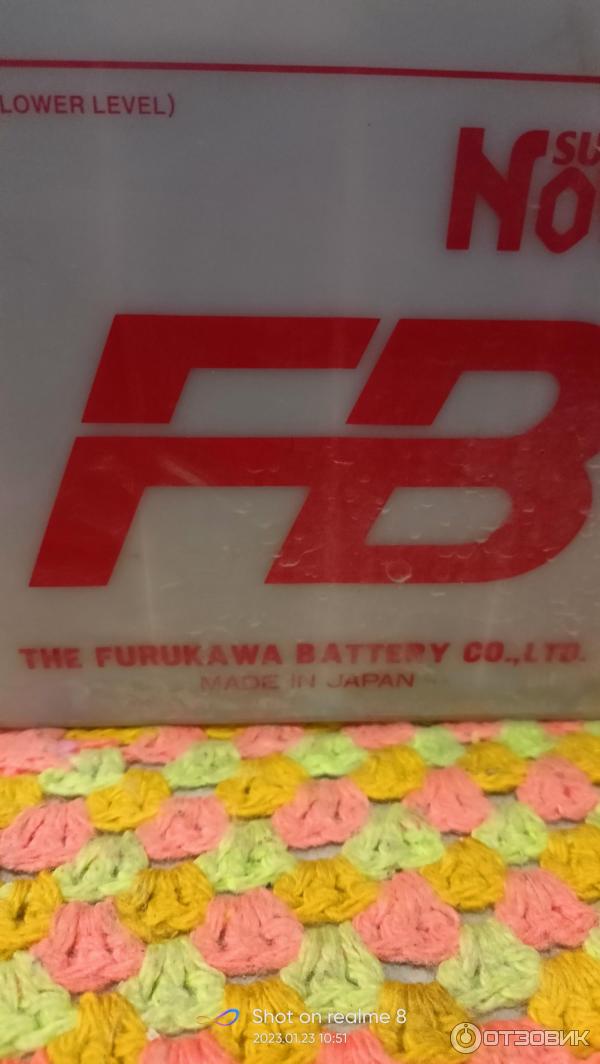 LOWER LEVEL)
FB
THE FURUKAWA BATTERY CO.,LTD.
MADE IN JAPAN
Shot on realme 8
2023.01.23 10:51
ОТЗОВИК